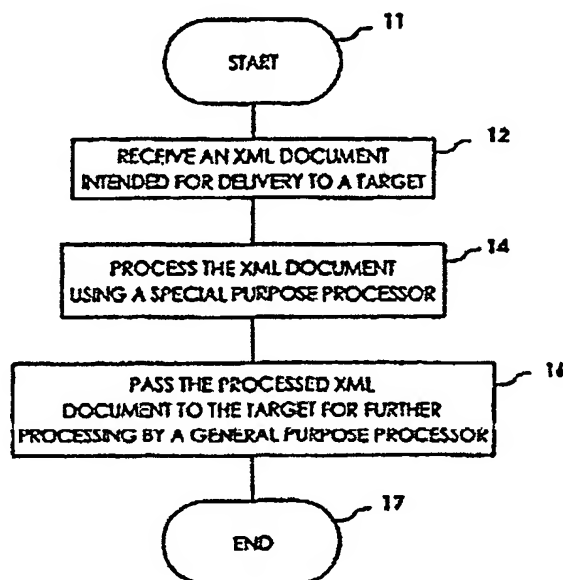 11
START
12
RECEIVE AN XML DOCUMENT
INTENDED FOR DELIVERY TO A TARGET
14
PROCESS THE XML DOCUMENT
USING A SPECIAL PURPOSE PROCESSOR
16
PASS THE PROCESSED XML
DOCUMENT TO THE TARGET FOR FURTHER
PROCESSING BY A GENERAL PURPOSE PROCESSOR
17
END